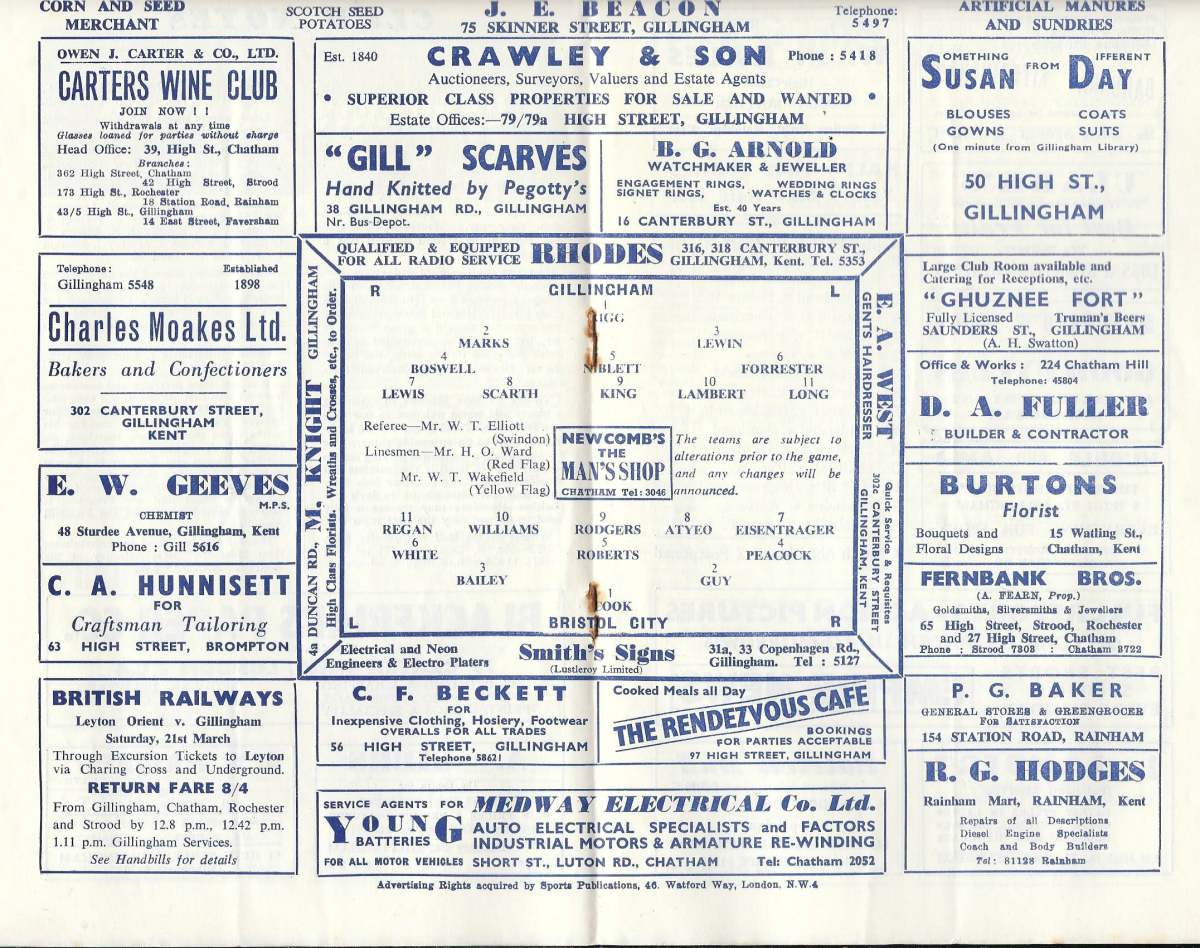 CORN AND SEED
MERCHANT
SCOTCH SEED
POTATOES
J. E. BEACON
75 SKINNER STREET, GILLINGHAM
Telephone:
5497
ARTIFICIAL MANURES
AND SUNDRIES
OWEN J. CARTER & CO., LTD.
CARTERS WINE CLUB
JOIN NOW ! !
Withdrawals at any time
Glasses loaned for parties without charge
Head Office: 39, High St., Chatham
Branches:
362 High Street, Chatham
42 High Street, Strood
173 High St., Rochester
18 Station Road, Rainham
43/5 High St., Gillingham
14 East Street, Faversham
Est. 1840
CRAWLEY & SON
Phone : 5418
Auctioneers, Surveyors, Valuers and Estate Agents
• SUPERIOR CLASS PROPERTIES FOR SALE AND WANTED •
Estate Offices:—79/79a HIGH STREET, GILLINGHAM
"GILL" SCARVES
Hand Knitted by Pegotty's
38 GILLINGHAM RD., GILLINGHAM
Nr. Bus Depot.
B. G. ARNOLD
WATCHMAKER & JEWELLER
ENGAGEMENT RINGS, WEDDING RINGS
SIGNET RINGS, WATCHES & CLOCKS
Est. 40 Years
16 CANTERBURY ST., GILLINGHAM
SOMETHING DIFFERENT
SUSAN FROM DAY
BLOUSES COATS
GOWNS SUITS
(One minute from Gillingham Library)
50 HIGH ST.,
GILLINGHAM
Telephone: Established
Gillingham 5548 1898
Charles Moakes Ltd.
Bakers and Confectioners
302 CANTERBURY STREET,
GILLINGHAM
KENT
E. W. GEEVES
M.P.S.
CHEMIST
48 Sturdee Avenue, Gillingham, Kent
Phone : Gill 5616
C. A. HUNNISETT
FOR
Craftsman Tailoring
63 HIGH STREET, BROMPTON
QUALIFIED & EQUIPPED
FOR ALL RADIO SERVICE
RHODES
316, 318 CANTERBURY ST.,
GILLINGHAM, Kent. Tel. 5353
4a DUNCAN RD., M. KNIGHT GILLINGHAM
High Class Florists. Wreaths and Crosses, etc., to Order.
R GILLINGHAM L
1
RIGG
2 3
MARKS LEWIN
4 5 6
BOSWELL NIBLETT FORRESTER
7 8 9 10 11
LEWIS SCARTH KING LAMBERT LONG
Referee—Mr. W. T. Elliott
(Swindon)
Linesmen—Mr. H. O. Ward
(Red Flag)
Mr. W. T. Wakefield
(Yellow Flag)
NEWCOMB'S
THE
MAN'S SHOP
CHATHAM Tel: 3046
The teams are subject to
alterations prior to the game,
and any changes will be
announced.
11 10 9 8 7
REGAN WILLIAMS RODGERS ATYEO EISENTRAGER
6 5 4
WHITE ROBERTS PEACOCK
3 2
BAILEY GUY
1
COOK
L BRISTOL CITY R
E. A. WEST
GENTS HAIRDRESSER
Quick Service & Requisites
302c CANTERBURY STREET
GILLINGHAM, KENT
Electrical and Neon
Engineers & Electro Platers
Smith's Signs
(Lustleroy Limited)
31a, 33 Copenhagen Rd.,
Gillingham. Tel : 5127
Large Club Room available and
Catering for Receptions, etc.
"GHUZNEE FORT"
Fully Licensed Truman's Beers
SAUNDERS ST., GILLINGHAM
(A. H. Swatton)
Office & Works : 224 Chatham Hill
Telephone: 45804
D. A. FULLER
BUILDER & CONTRACTOR
BURTONS
Florist
Bouquets and 15 Watling St.,
Floral Designs Chatham, Kent
FERNBANK BROS.
(A. FEARN, Prop.)
Goldsmiths, Silversmiths & Jewellers
65 High Street, Strood, Rochester
and 27 High Street, Chatham
Phone : Strood 7303 : Chatham 3722
BRITISH RAILWAYS
Leyton Orient v. Gillingham
Saturday, 21st March
Through Excursion Tickets to Leyton
via Charing Cross and Underground.
RETURN FARE 8/4
From Gillingham, Chatham, Rochester
and Strood by 12.8 p.m., 12.42 p.m.
1.11 p.m. Gillingham Services.
See Handbills for details
C. F. BECKETT
FOR
Inexpensive Clothing, Hosiery, Footwear
OVERALLS FOR ALL TRADES
56 HIGH STREET, GILLINGHAM
Telephone 58621
Cooked Meals all Day
THE RENDEZVOUS CAFE
BOOKINGS
FOR PARTIES ACCEPTABLE
97 HIGH STREET, GILLINGHAM
SERVICE AGENTS FOR
YOUNG
BATTERIES
FOR ALL MOTOR VEHICLES
MEDWAY ELECTRICAL Co. Ltd.
AUTO ELECTRICAL SPECIALISTS and FACTORS
INDUSTRIAL MOTORS & ARMATURE RE-WINDING
SHORT ST., LUTON RD., CHATHAM Tel: Chatham 2052
P. G. BAKER
GENERAL STORES & GREENGROCER
FOR SATISFACTION
154 STATION ROAD, RAINHAM
R. G. HODGES
Rainham Mart, RAINHAM, Kent
Repairs of all Descriptions
Diesel Engine Specialists
Coach and Body Builders
Tel: 81128 Rainham
Advertising Rights acquired by Sports Publications, 46, Watford Way, London, N.W.4